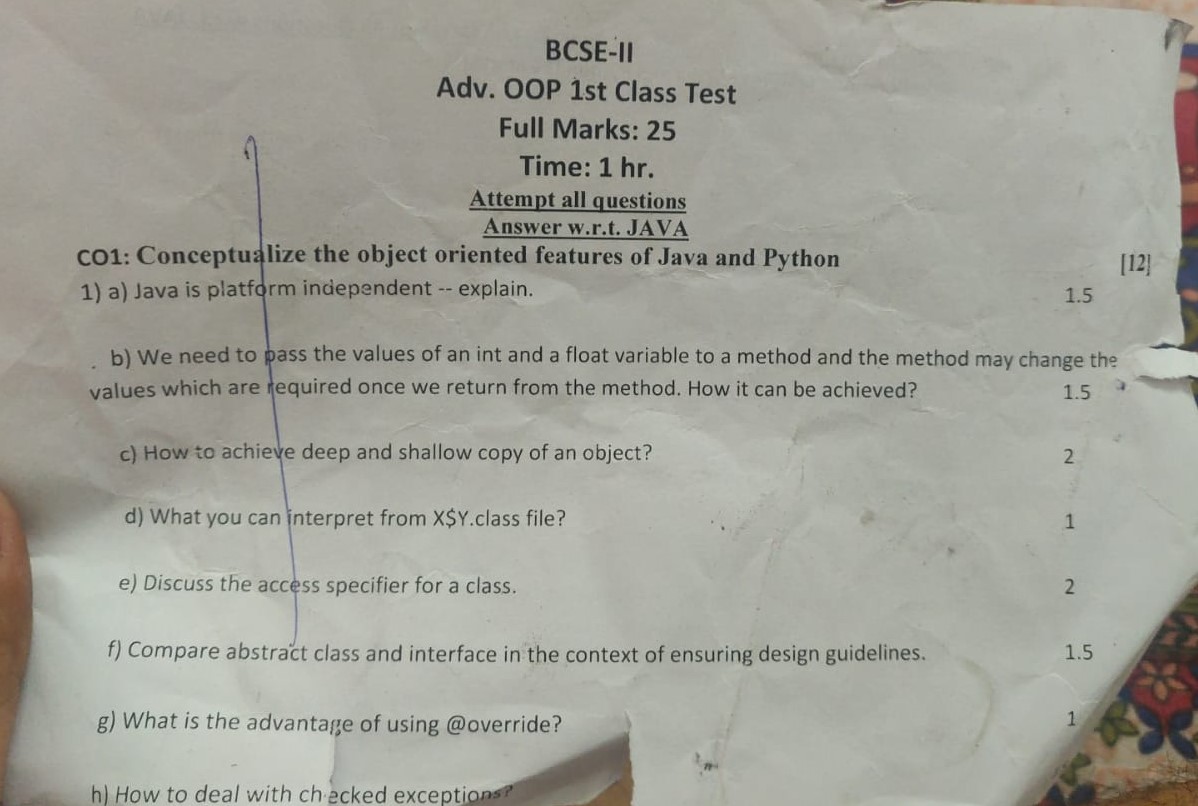 BCSE-II
Adv. OOP 1st Class Test
Full Marks: 25
Time: 1 hr.
Attempt all questions
Answer w.r.t. JAVA
CO1: Conceptualize the object oriented features of Java and Python [12]
1) a) Java is platform independent -- explain. 1.5
b) We need to pass the values of an int and a float variable to a method and the method may change the
values which are required once we return from the method. How it can be achieved? 1.5
c) How to achieve deep and shallow copy of an object? 2
d) What you can interpret from X$Y.class file? 1
e) Discuss the access specifier for a class. 2
f) Compare abstract class and interface in the context of ensuring design guidelines. 1.5
g) What is the advantage of using @override? 1
h) How to deal with checked exceptions?